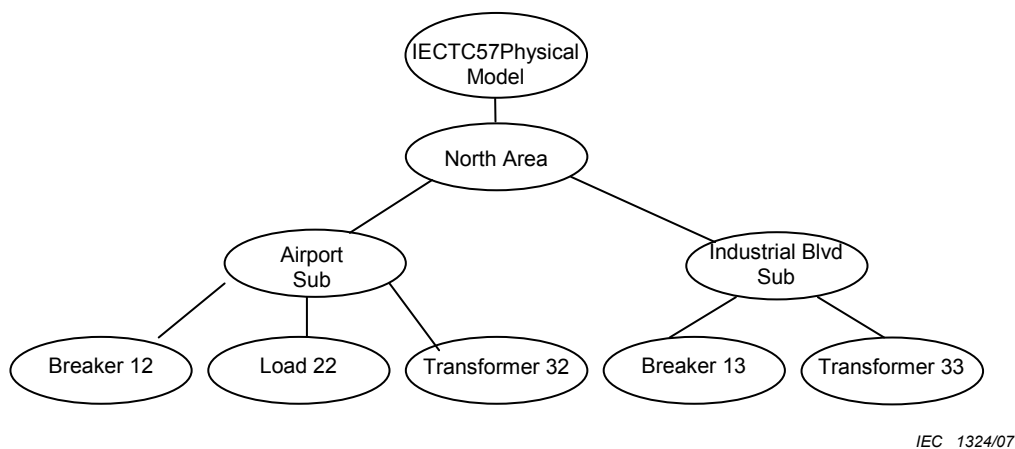 IECTC57Physical
Model
North Area
Airport
Sub
Industrial Blvd
Sub
Breaker 12
Load 22
Transformer 32
Breaker 13
Transformer 33
IEC 1324/07